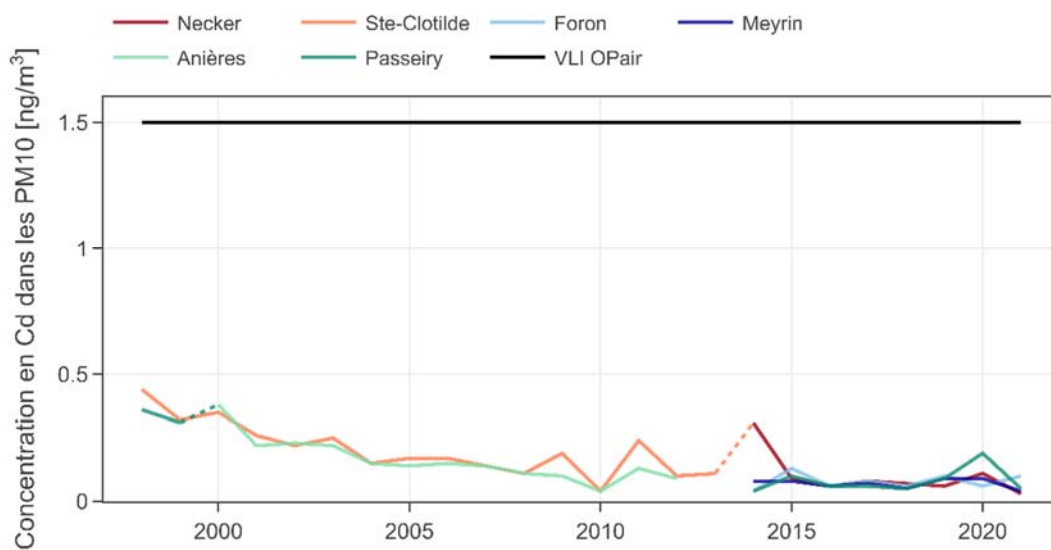 Necker Ste-Clotilde Foron Meyrin
Anières Passeiry VLI OPair
Concentration en Cd dans les PM10 [ng/m³]
1.5
1
0.5
0
2000 2005 2010 2015 2020